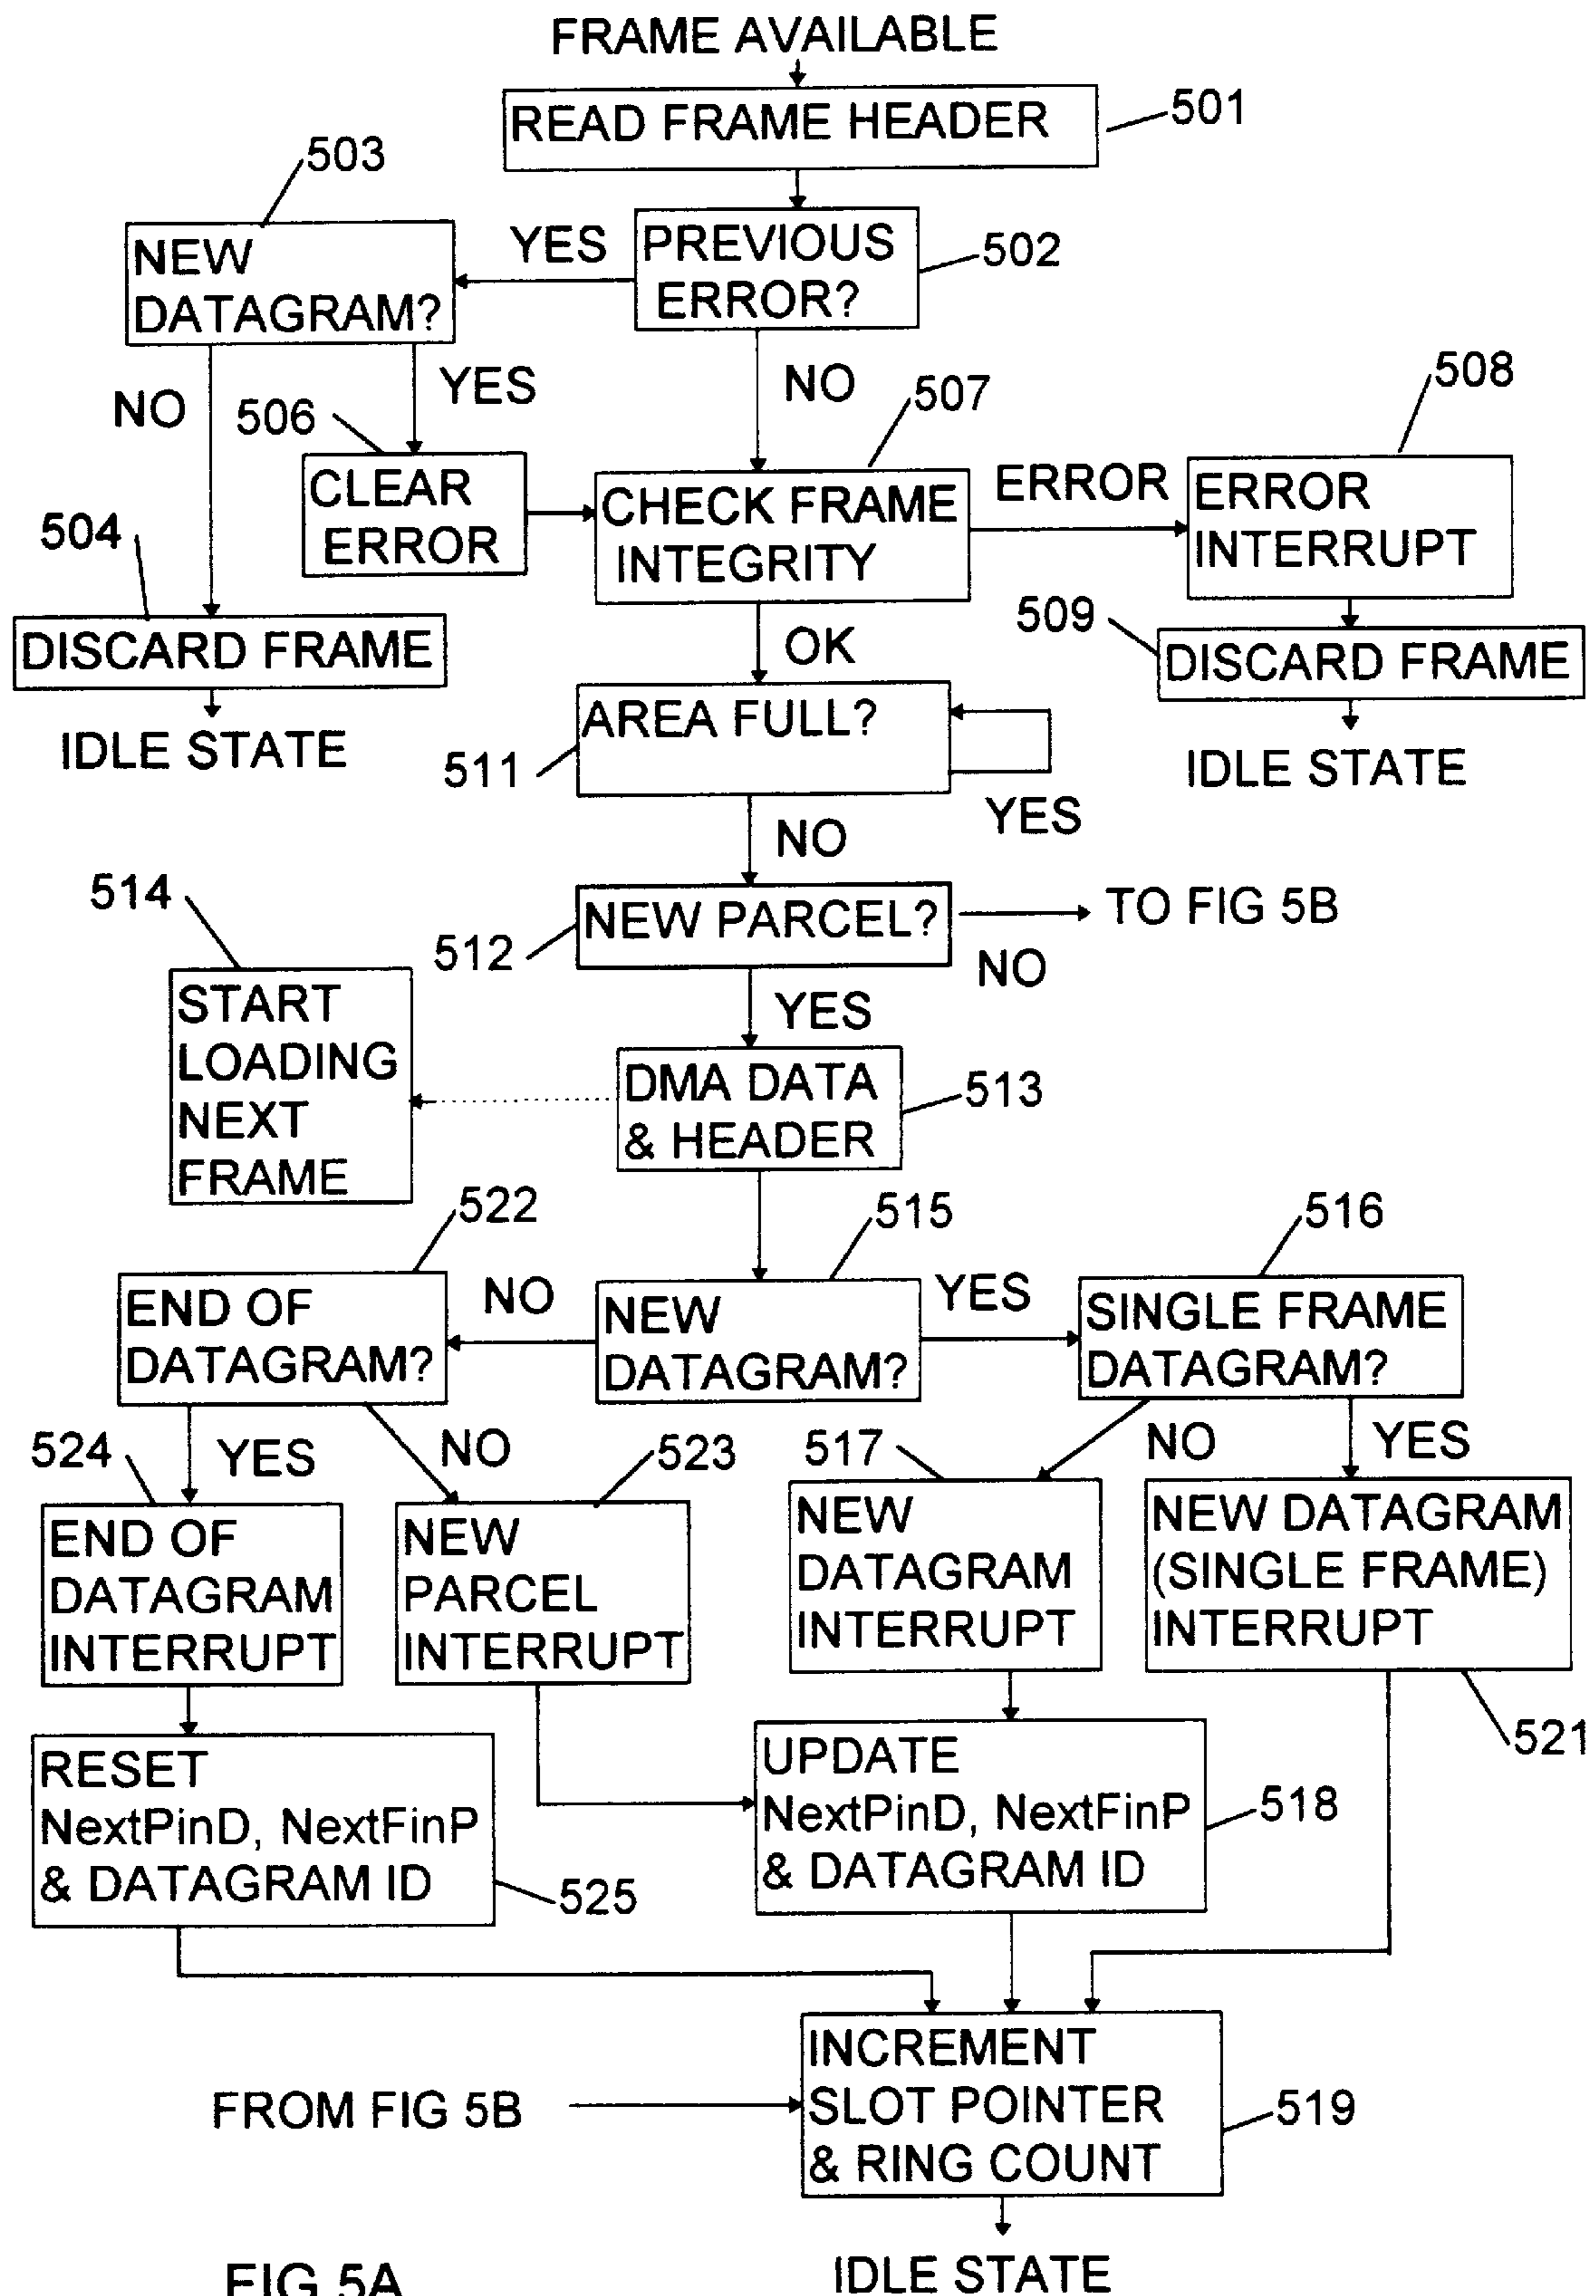 FRAME AVAILABLE
READ FRAME HEADER
501
503
NEW
DATAGRAM?
YES
PREVIOUS
ERROR?
502
NO
YES
506
NO
507
508
CLEAR
ERROR
CHECK FRAME
INTEGRITY
ERROR
ERROR
INTERRUPT
504
DISCARD FRAME
IDLE STATE
OK
509
DISCARD FRAME
IDLE STATE
AREA FULL?
511
YES
NO
514
512
NEW PARCEL?
TO FIG 5B
NO
START
LOADING
NEXT
FRAME
YES
DMA DATA
& HEADER
513
522
515
516
END OF
DATAGRAM?
NO
NEW
DATAGRAM?
YES
SINGLE FRAME
DATAGRAM?
524
YES
NO
523
517
NO
YES
END OF
DATAGRAM
INTERRUPT
NEW
PARCEL
INTERRUPT
NEW
DATAGRAM
INTERRUPT
NEW DATAGRAM
(SINGLE FRAME)
INTERRUPT
521
RESET
NextPinD, NextFinP
& DATAGRAM ID
525
UPDATE
NextPinD, NextFinP
& DATAGRAM ID
518
FROM FIG 5B
INCREMENT
SLOT POINTER
& RING COUNT
519
IDLE STATE
FIG 5A